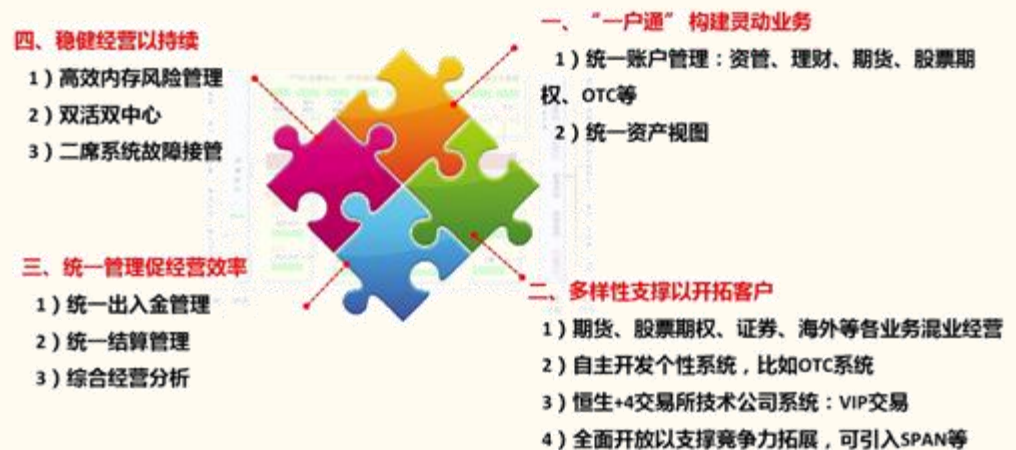 一、“一户通” 构建灵动业务
1）统一账户管理：资管、理财、期货、股票期
权、OTC等
2）统一资产视图
二、多样性支撑以开拓客户
1）期货、股票期权、证券、海外等各业务混业经营
2）自主开发个性系统，比如OTC系统
3）恒生+4交易所技术公司系统：VIP交易
4）全面开放以支撑竞争力拓展，可引入SPAN等
三、统一管理促经营效率
1）统一出入金管理
2）统一结算管理
3）综合经营分析
四、稳健经营以持续
1）高效内存风险管理
2）双活双中心
3）二席系统故障接管